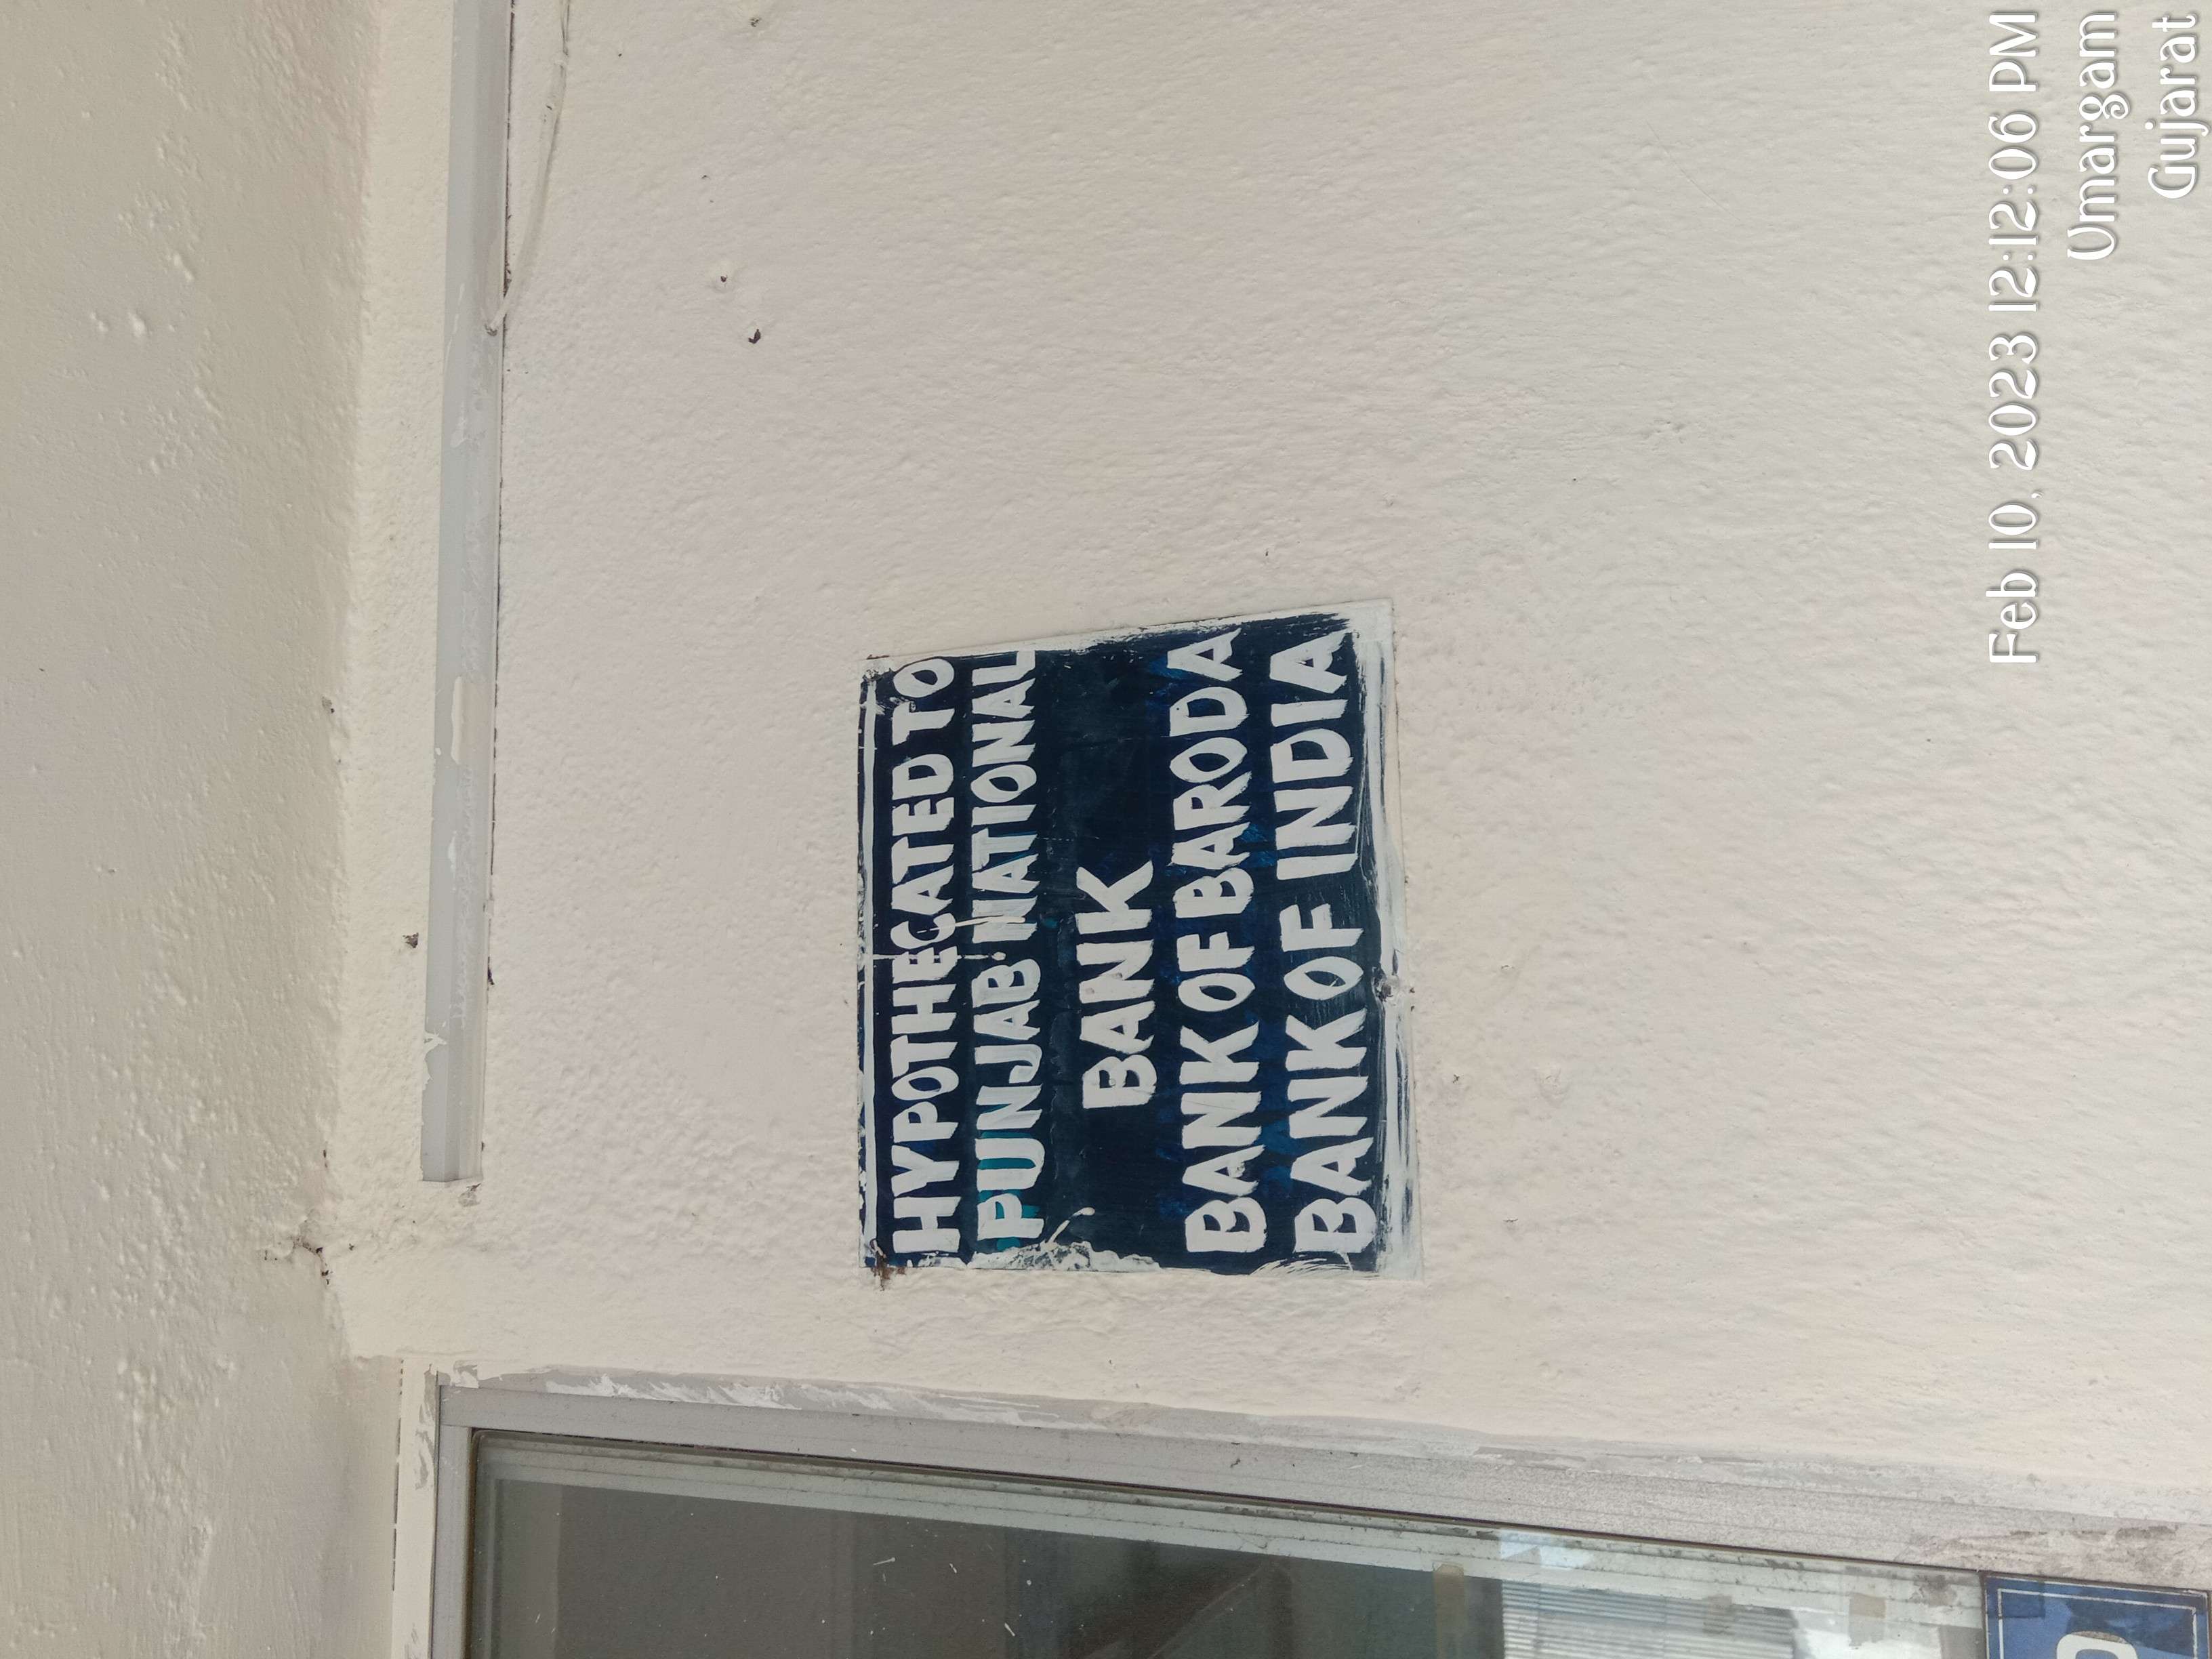 HYPOTHECATED TO
PUNJAB NATIONAL
BANK
BANK OF BARODA
BANK OF INDIA
Feb 10, 2023 12:12:06 PM
Umargam
Gujarat